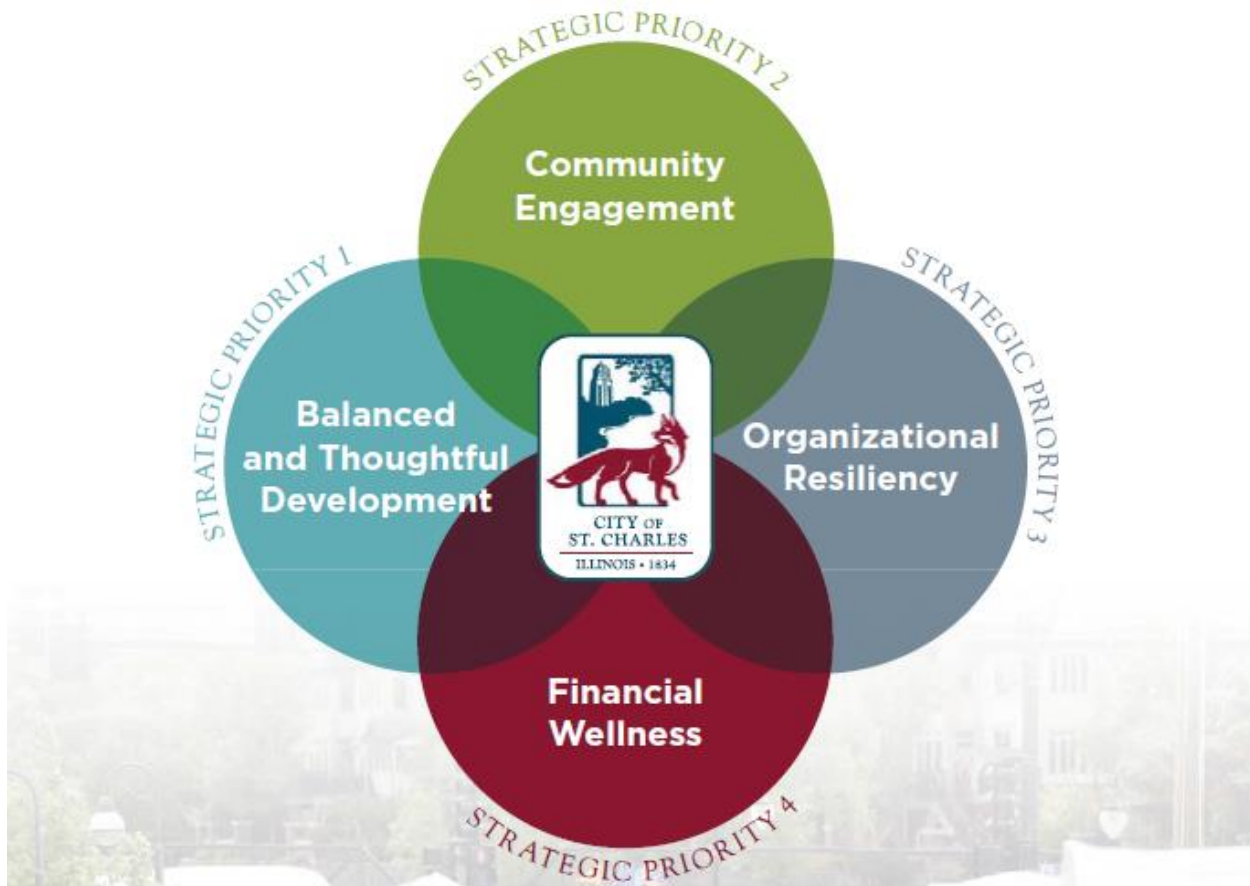 STRATEGIC PRIORITY 2
Community
Engagement
STRATEGIC PRIORITY 1
Balanced
and Thoughtful
Development
STRATEGIC PRIORITY 3
Organizational
Resiliency
CITY OF
ST. CHARLES
ILLINOIS • 1834
Financial
Wellness
STRATEGIC PRIORITY 4